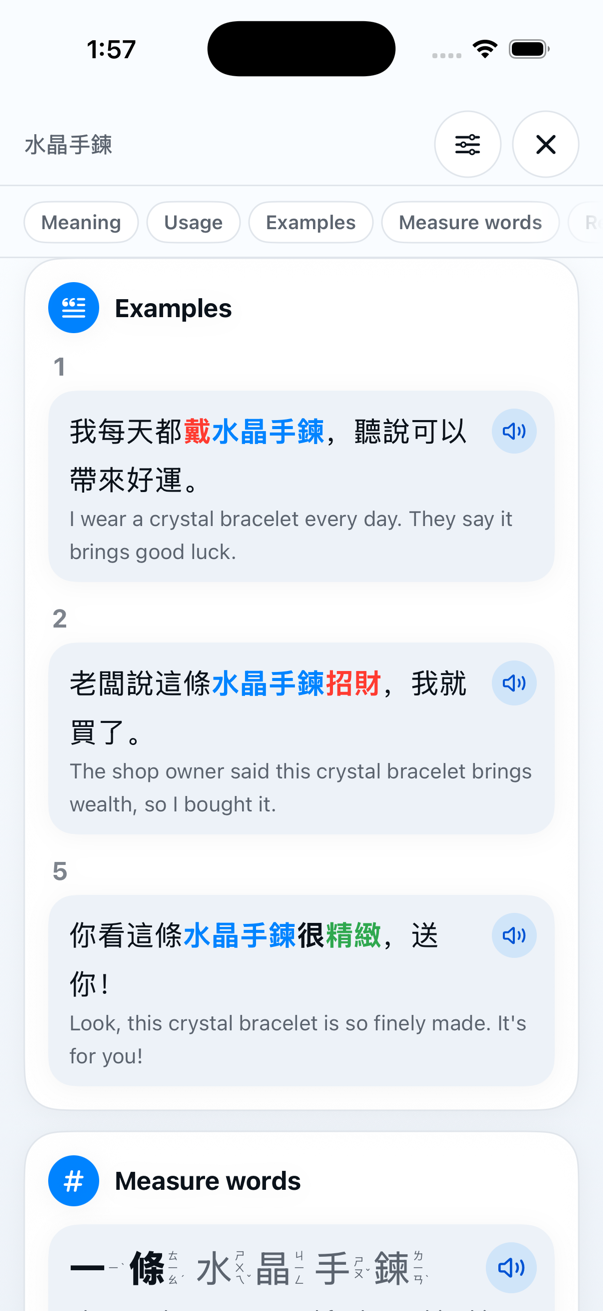 1:57
水晶手鍊
Meaning
Usage
Examples
Measure words
Examples
1
我每天都戴水晶手鍊，聽說可以
帶來好運。
I wear a crystal bracelet every day. They say it
brings good luck.
2
老闆說這條水晶手鍊招財，我就
買了。
The shop owner said this crystal bracelet brings
wealth, so I bought it.
5
你看這條水晶手鍊很精緻，送
你！
Look, this crystal bracelet is so finely made. It's
for you!
Measure words
一條水晶手鍊